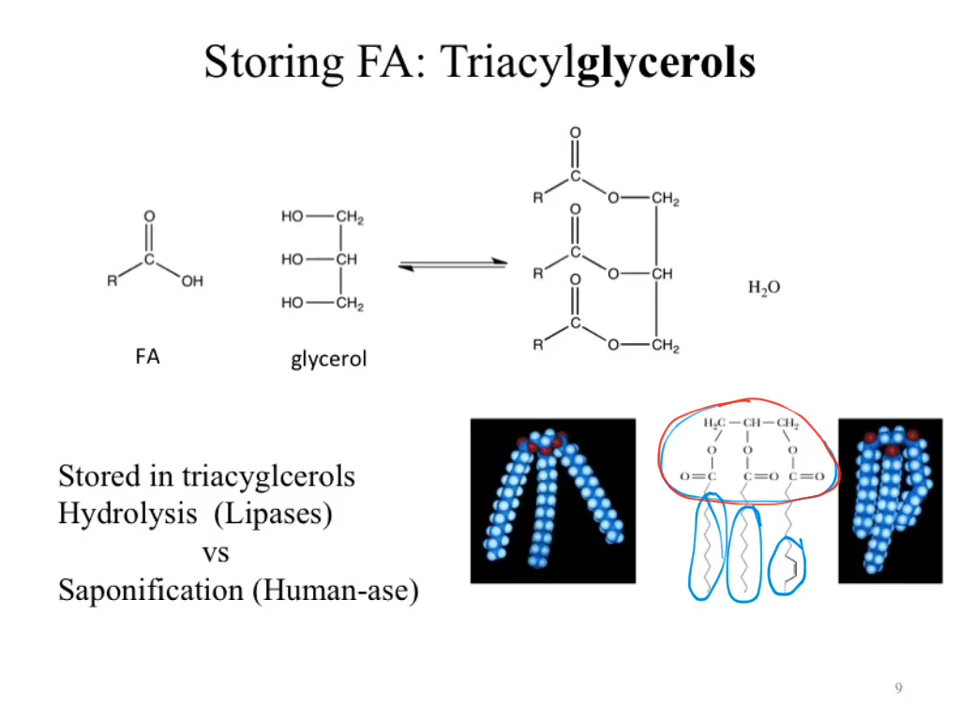 Storing FA: Triacylglycerols
O
C
R
OH
FA
HO—CH₂
HO—CH
HO—CH₂
glycerol
O
C
R
O—CH₂
O
C
R
O—CH
O
C
R
O—CH₂
H₂O
Stored in triacyglcerols
Hydrolysis (Lipases)
vs
Saponification (Human-ase)
H₂C—CH—CH₂
O O O
O=C C=O C=O
9